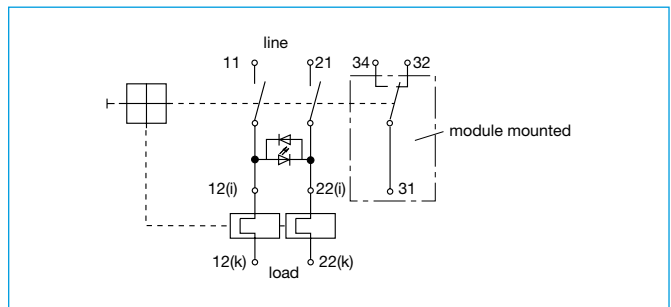 line
11 21 34 32
module mounted
12(i) 22(i) 31
12(k) 22(k)
load